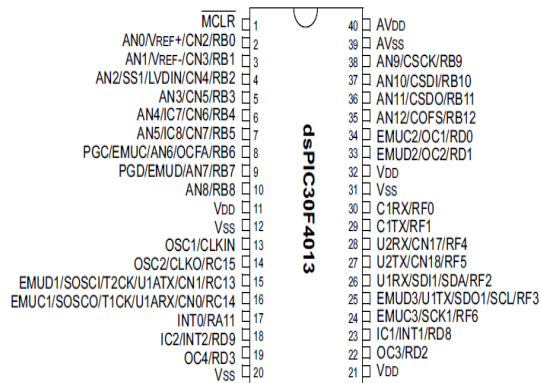 MCLR 1
AN0/VREF+/CN2/RB0 2
AN1/VREF-/CN3/RB1 3
AN2/SS1/LVDIN/CN4/RB2 4
AN3/CN5/RB3 5
AN4/IC7/CN6/RB4 6
AN5/IC8/CN7/RB5 7
PGC/EMUC/AN6/OCFA/RB6 8
PGD/EMUD/AN7/RB7 9
AN8/RB8 10
VDD 11
VSS 12
OSC1/CLKIN 13
OSC2/CLKO/RC15 14
EMUD1/SOSCI/T2CK/U1ATX/CN1/RC13 15
EMUC1/SOSCO/T1CK/U1ARX/CN0/RC14 16
INT0/RA11 17
IC2/INT2/RD9 18
OC4/RD3 19
VSS 20
dsPIC30F4013
40 AVDD
39 AVSS
38 AN9/CSCK/RB9
37 AN10/CSDI/RB10
36 AN11/CSDO/RB11
35 AN12/COFS/RB12
34 EMUC2/OC1/RD0
33 EMUD2/OC2/RD1
32 VDD
31 VSS
30 C1RX/RF0
29 C1TX/RF1
28 U2RX/CN17/RF4
27 U2TX/CN18/RF5
26 U1RX/SDI1/SDA/RF2
25 EMUD3/U1TX/SDO1/SCL/RF3
24 EMUC3/SCK1/RF6
23 IC1/INT1/RD8
22 OC3/RD2
21 VDD